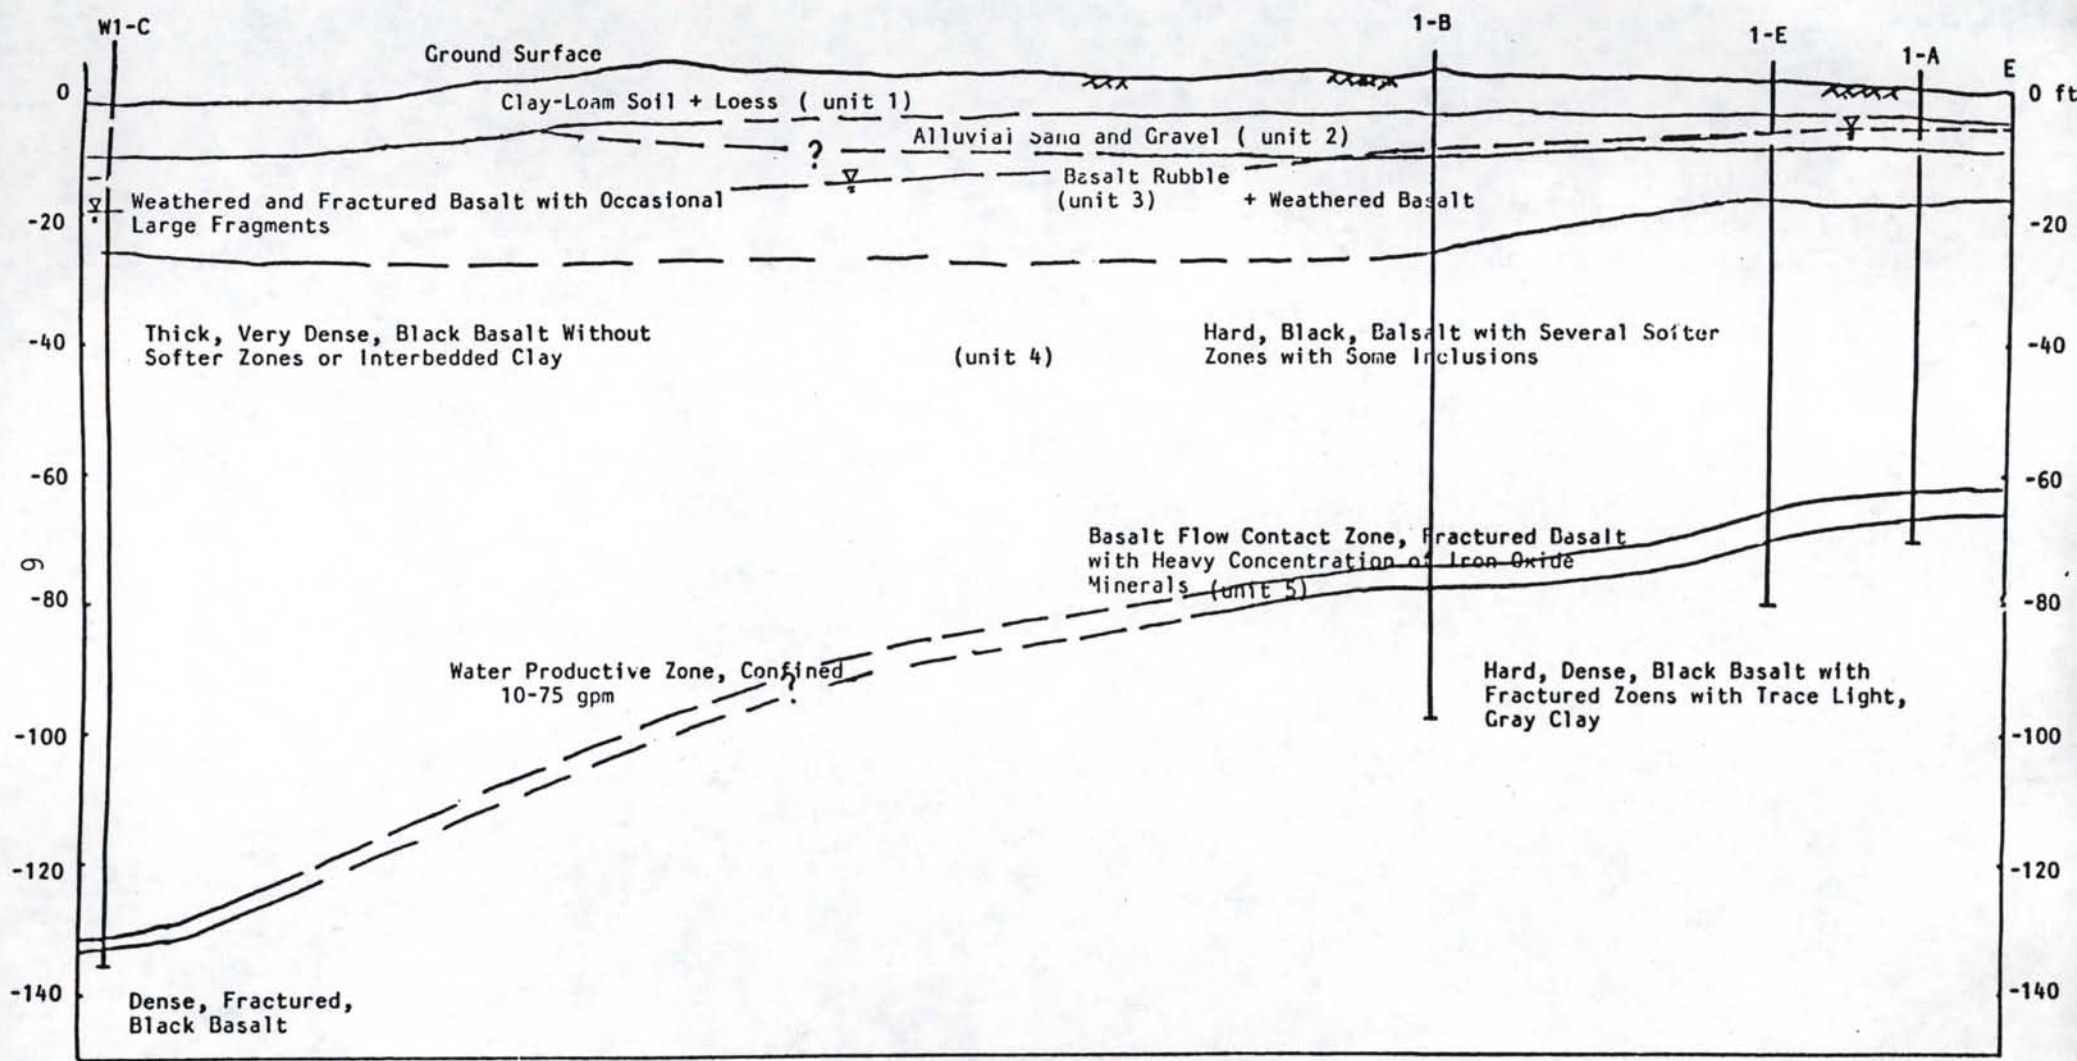 W1-C
1-B
1-E
1-A
E
Ground Surface
0
0 ft
Clay-Loam Soil + Loess ( unit 1)
Alluvial Sand and Gravel ( unit 2)
?
Basalt Rubble
(unit 3)
+ Weathered Basalt
Weathered and Fractured Basalt with Occasional
Large Fragments
-20
-20
Thick, Very Dense, Black Basalt Without
Softer Zones or Interbedded Clay
(unit 4)
Hard, Black, Balsalt with Several Softer
Zones with Some Inclusions
-40
-40
-60
-60
Basalt Flow Contact Zone, Fractured Basalt
with Heavy Concentration of Iron Oxide
Minerals (unit 5)
6
-80
-80
Water Productive Zone, Confined
10-75 gpm
?
Hard, Dense, Black Basalt with
Fractured Zoens with Trace Light,
Gray Clay
-100
-100
-120
-120
-140
-140
Dense, Fractured,
Black Basalt